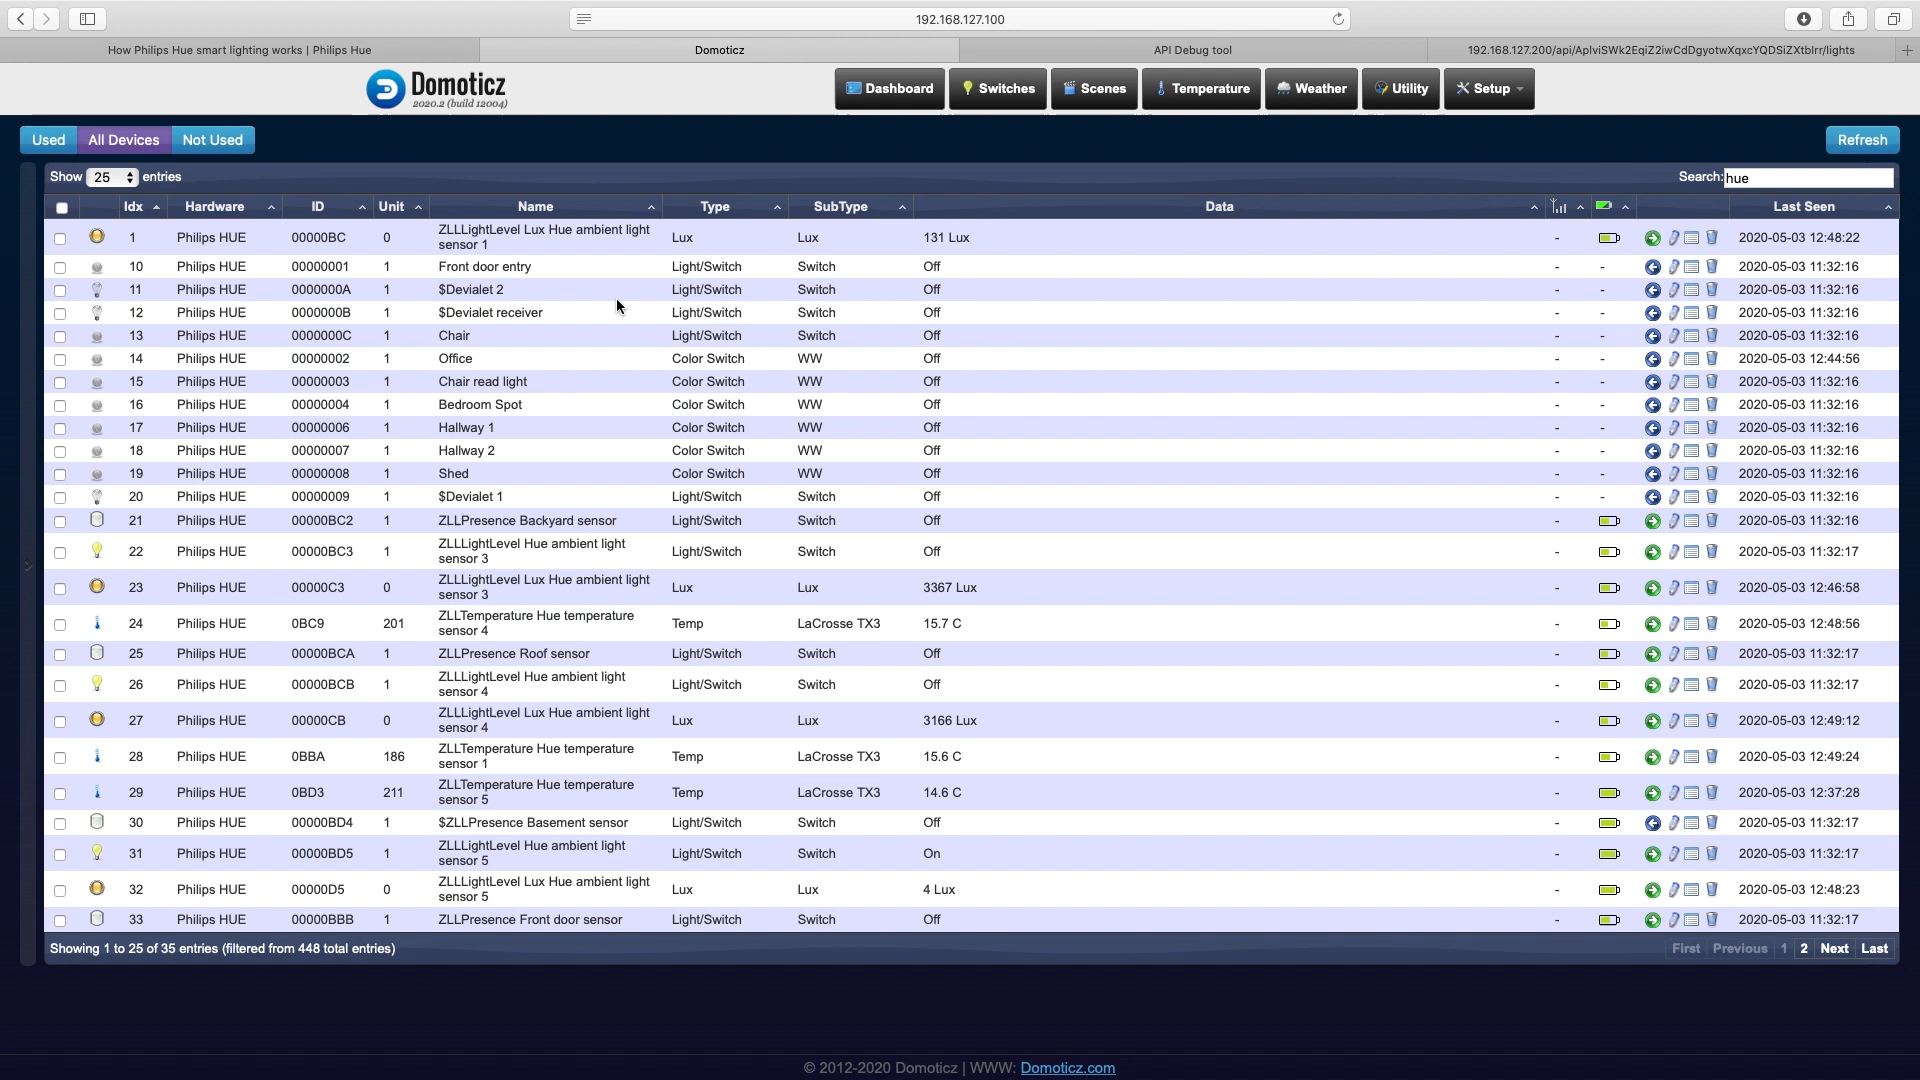 192.168.127.100
How Philips Hue smart lighting works | Philips Hue Domoticz API Debug tool 192.168.127.200/api/AplviSWk2EqiZ2iwCdDgyotwXqxcYQDSiZXtblrr/lights
Domoticz Dashboard Switches Scenes Temperature Weather Utility Setup
2020.2 (build 12004)
Used All Devices Not Used Refresh
Show 25 entries Search: hue
Idx Hardware ID Unit Name Type SubType Data Last Seen
1 Philips HUE 00000BC 0 ZLLLightLevel Lux Hue ambient light Lux Lux 131 Lux - 2020-05-03 12:48:22
sensor 1
10 Philips HUE 00000001 1 Front door entry Light/Switch Switch Off - - 2020-05-03 11:32:16
11 Philips HUE 0000000A 1 $Devialet 2 Light/Switch Switch Off - - 2020-05-03 11:32:16
12 Philips HUE 0000000B 1 $Devialet receiver Light/Switch Switch Off - - 2020-05-03 11:32:16
13 Philips HUE 0000000C 1 Chair Light/Switch Switch Off - - 2020-05-03 11:32:16
14 Philips HUE 00000002 1 Office Color Switch WW Off - - 2020-05-03 12:44:56
15 Philips HUE 00000003 1 Chair read light Color Switch WW Off - - 2020-05-03 11:32:16
16 Philips HUE 00000004 1 Bedroom Spot Color Switch WW Off - - 2020-05-03 11:32:16
17 Philips HUE 00000006 1 Hallway 1 Color Switch WW Off - - 2020-05-03 11:32:16
18 Philips HUE 00000007 1 Hallway 2 Color Switch WW Off - - 2020-05-03 11:32:16
19 Philips HUE 00000008 1 Shed Color Switch WW Off - - 2020-05-03 11:32:16
20 Philips HUE 00000009 1 $Devialet 1 Light/Switch Switch Off - - 2020-05-03 11:32:16
21 Philips HUE 00000BC2 1 ZLLPresence Backyard sensor Light/Switch Switch Off - 2020-05-03 11:32:16
22 Philips HUE 00000BC3 1 ZLLLightLevel Hue ambient light Light/Switch Switch Off - 2020-05-03 11:32:17
sensor 3
23 Philips HUE 00000C3 0 ZLLLightLevel Lux Hue ambient light Lux Lux 3367 Lux - 2020-05-03 12:46:58
sensor 3
24 Philips HUE 0BC9 201 ZLLTemperature Hue temperature Temp LaCrosse TX3 15.7 C - 2020-05-03 12:48:56
sensor 4
25 Philips HUE 00000BCA 1 ZLLPresence Roof sensor Light/Switch Switch Off - 2020-05-03 11:32:17
26 Philips HUE 00000BCB 1 ZLLLightLevel Hue ambient light Light/Switch Switch Off - 2020-05-03 11:32:17
sensor 4
27 Philips HUE 00000CB 0 ZLLLightLevel Lux Hue ambient light Lux Lux 3166 Lux - 2020-05-03 12:49:12
sensor 4
28 Philips HUE 0BBA 186 ZLLTemperature Hue temperature Temp LaCrosse TX3 15.6 C - 2020-05-03 12:49:24
sensor 1
29 Philips HUE 0BD3 211 ZLLTemperature Hue temperature Temp LaCrosse TX3 14.6 C - 2020-05-03 12:37:28
sensor 5
30 Philips HUE 00000BD4 1 $ZLLPresence Basement sensor Light/Switch Switch Off - 2020-05-03 11:32:17
31 Philips HUE 00000BD5 1 ZLLLightLevel Hue ambient light Light/Switch Switch On - 2020-05-03 11:32:17
sensor 5
32 Philips HUE 00000D5 0 ZLLLightLevel Lux Hue ambient light Lux Lux 4 Lux - 2020-05-03 12:48:23
sensor 5
33 Philips HUE 00000BBB 1 ZLLPresence Front door sensor Light/Switch Switch Off - 2020-05-03 11:32:17
Showing 1 to 25 of 35 entries (filtered from 448 total entries) First Previous 1 2 Next Last
© 2012-2020 Domoticz | WWW: Domoticz.com